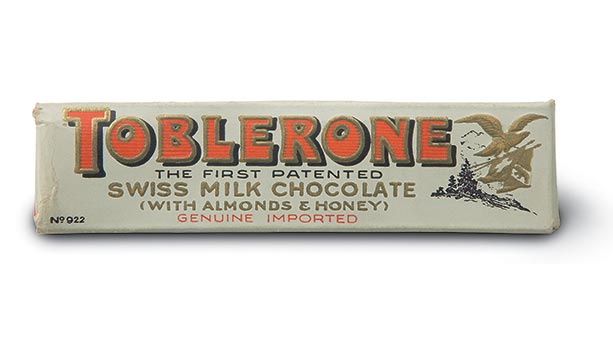 TOBLERONE
THE FIRST PATENTED
SWISS MILK CHOCOLATE
(WITH ALMONDS & HONEY)
GENUINE IMPORTED
Nº 922